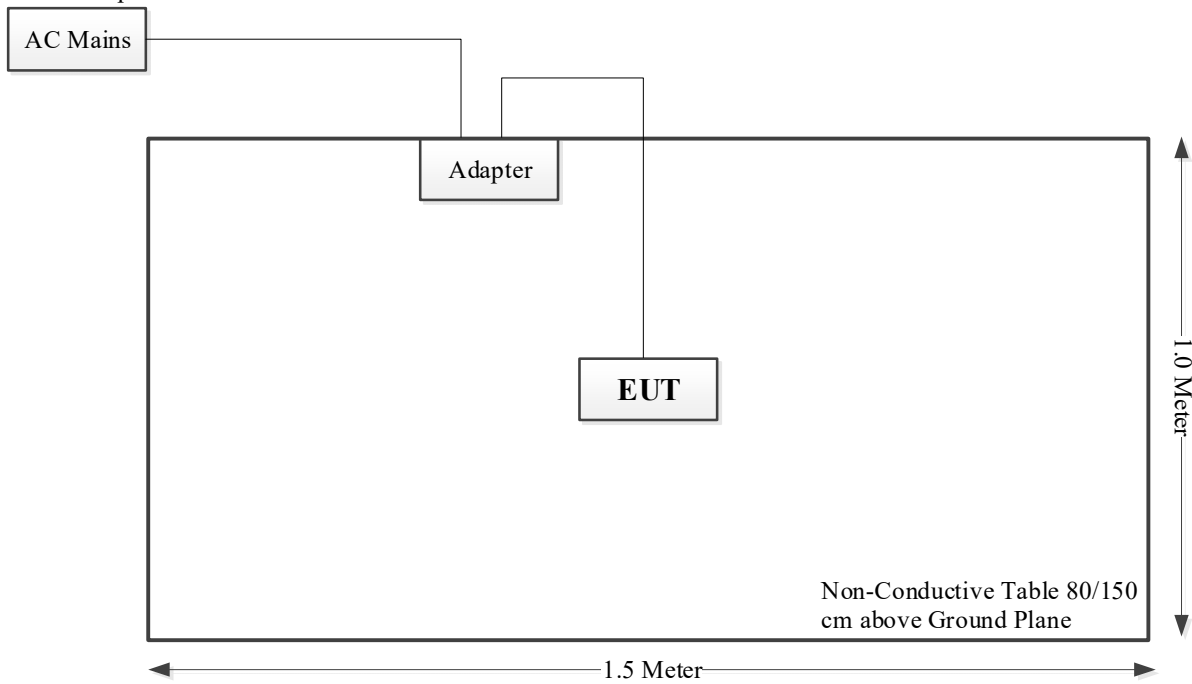 AC Mains
Adapter
EUT
1.0 Meter
Non-Conductive Table 80/150
cm above Ground Plane
1.5 Meter